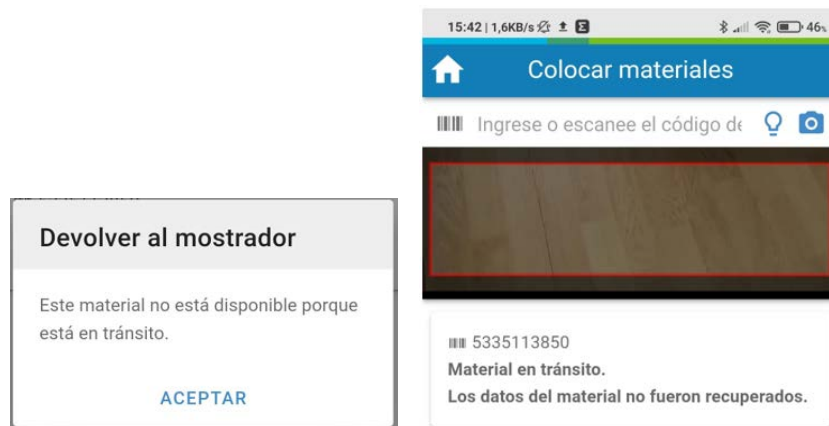 Devolver al mostrador
Este material no está disponible porque
está en tránsito.
ACEPTAR
15:42 | 1,6KB/s
46%
Colocar materiales
Ingrese o escanee el código de
5335113850
Material en tránsito.
Los datos del material no fueron recuperados.